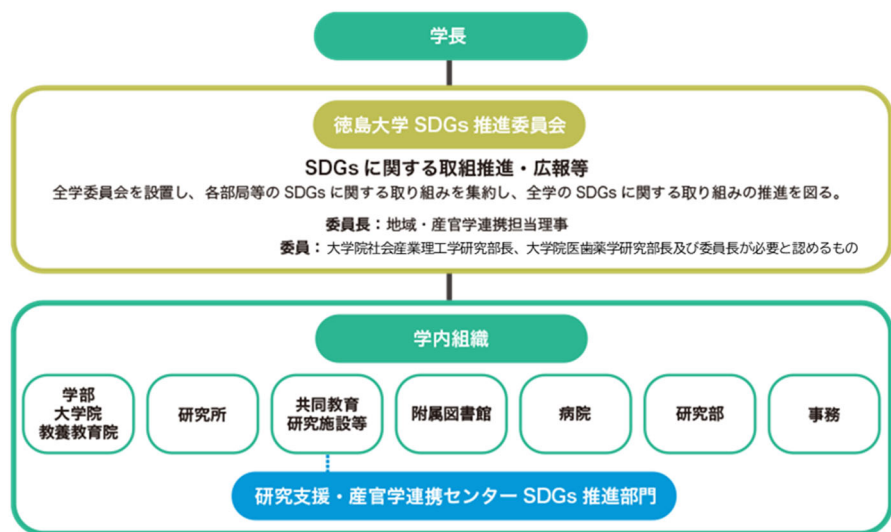 学長
徳島大学 SDGs 推進委員会
SDGs に関する取組推進・広報等
全学委員会を設置し、各部局等の SDGs に関する取り組みを集約し、全学の SDGs に関する取り組みの推進を図る。
委員長：地域・産官学連携担当理事
委員：大学院社会産業理工学研究部長、大学院医歯薬学研究部長及び委員長が必要と認めるもの
学内組織
学部
大学院
教養教育院
研究所
共同教育
研究施設等
附属図書館
病院
研究部
事務
研究支援・産官学連携センター SDGs 推進部門